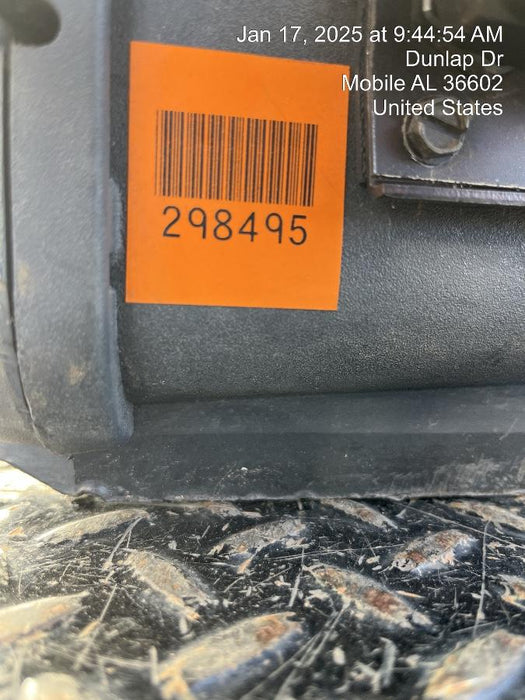 Jan 17, 2025 at 9:44:54 AM
Dunlap Dr
Mobile AL 36602
United States
298495